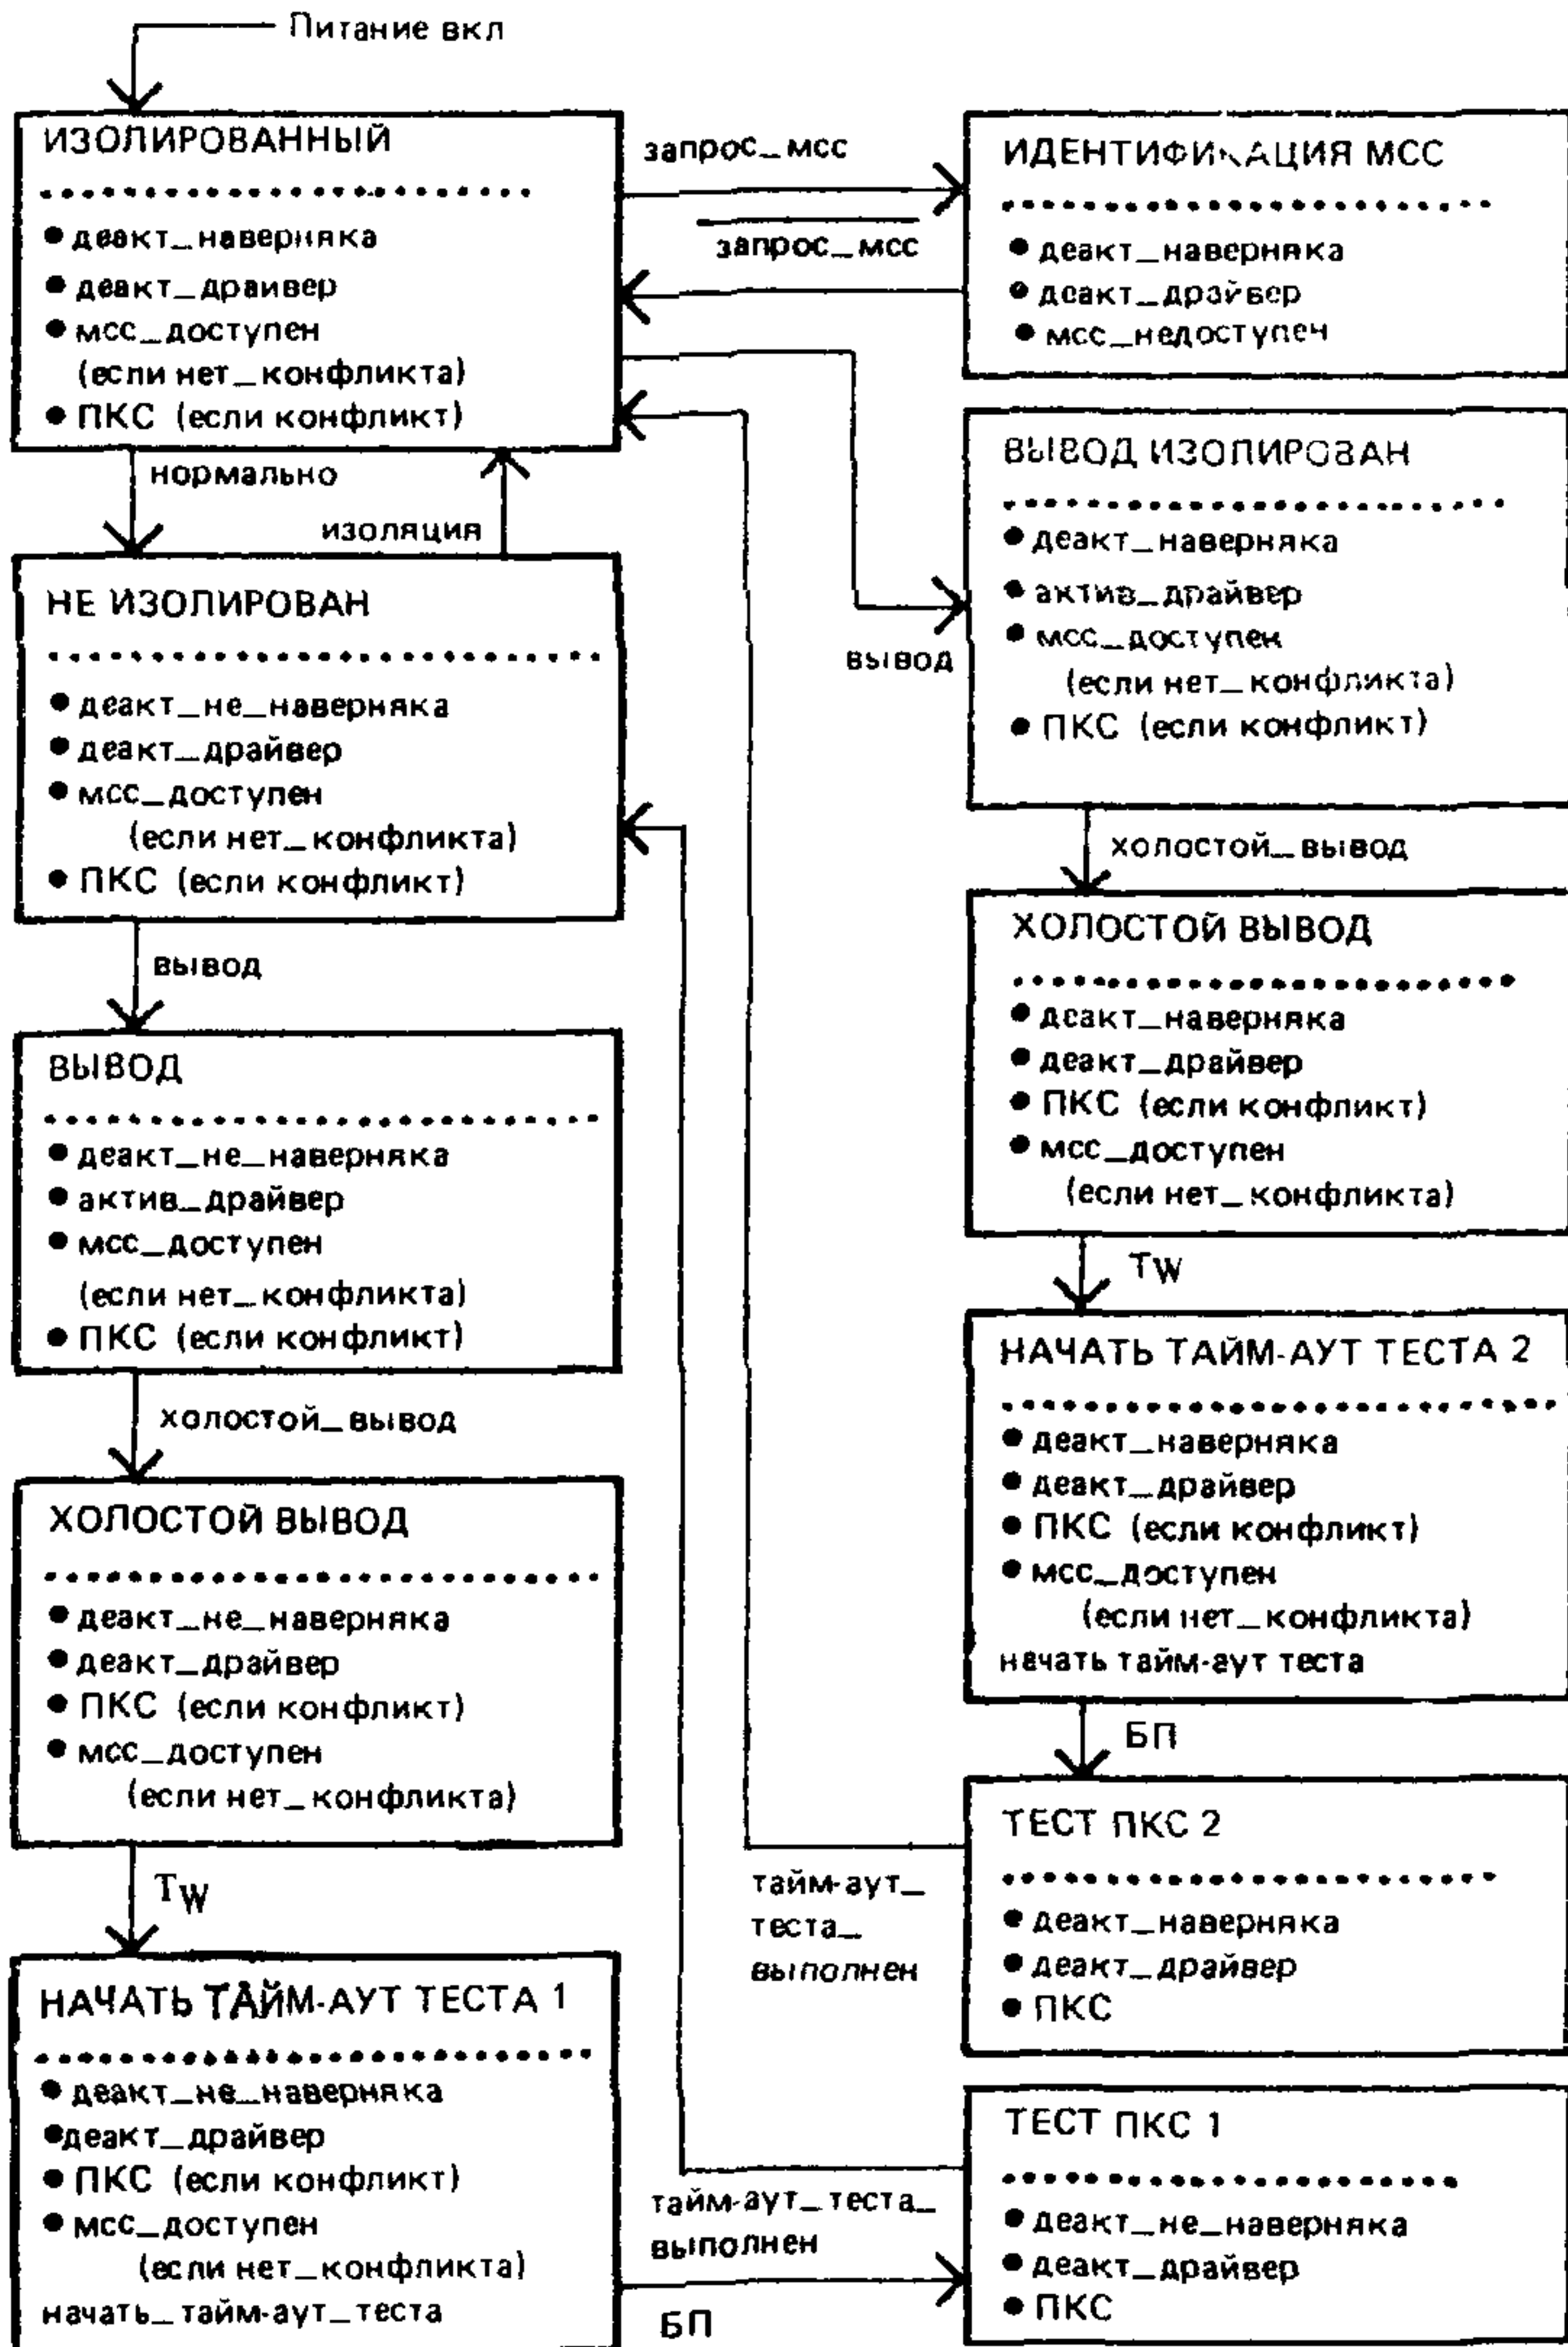 Питание вкл
ИЗОЛИРОВАННЫЙ
• деакт_наверняка
• деакт_драйвер
• мсс_доступен
(если нет_конфликта)
• ПКС (если конфликт)
запрос_мсс
запрос_мсс
ИДЕНТИФИКАЦИЯ МСС
• деакт_наверняка
• деакт_драйвер
• мсс_недоступен
нормально
изоляция
НЕ ИЗОЛИРОВАН
• деакт_не_наверняка
• деакт_драйвер
• мсс_доступен
(если нет_конфликта)
• ПКС (если конфликт)
вывод
ВЫВОД ИЗОЛИРОВАН
• деакт_наверняка
• актив_драйвер
• мсс_доступен
(если нет_конфликта)
• ПКС (если конфликт)
холостой_вывод
вывод
ВЫВОД
• деакт_не_наверняка
• актив_драйвер
• мсс_доступен
(если нет_конфликта)
• ПКС (если конфликт)
ХОЛОСТОЙ ВЫВОД
• деакт_наверняка
• деакт_драйвер
• ПКС (если конфликт)
• мсс_доступен
(если нет_конфликта)
TW
холостой_вывод
ХОЛОСТОЙ ВЫВОД
• деакт_не_наверняка
• деакт_драйвер
• ПКС (если конфликт)
• мсс_доступен
(если нет_конфликта)
TW
НАЧАТЬ ТАЙМ-АУТ ТЕСТА 2
• деакт_наверняка
• деакт_драйвер
• ПКС (если конфликт)
• мсс_доступен
(если нет_конфликта)
начать тайм-аут теста
БП
ТЕСТ ПКС 2
• деакт_наверняка
• деакт_драйвер
• ПКС
тайм-аут_
теста_
выполнен
НАЧАТЬ ТАЙМ-АУТ ТЕСТА 1
• деакт_не_наверняка
• деакт_драйвер
• ПКС (если конфликт)
• мсс_доступен
(если нет_конфликта)
начать_тайм-аут_теста
тайм-аут_теста_
выполнен
БП
ТЕСТ ПКС 1
• деакт_не_наверняка
• деакт_драйвер
• ПКС